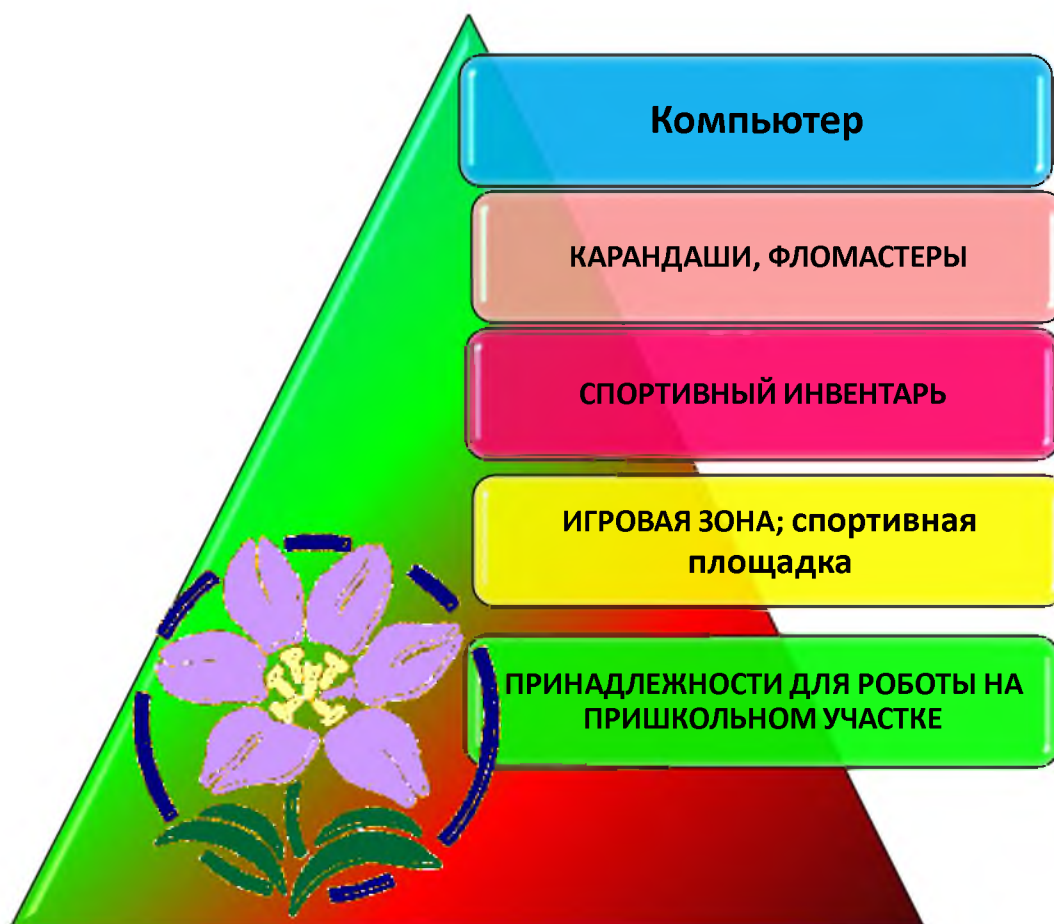 Компьютер
КАРАНДАШИ, ФЛОМАСТЕРЫ
СПОРТИВНЫЙ ИНВЕНТАРЬ
ИГРОВАЯ ЗОНА; спортивная
площадка
ПРИНАДЛЕЖНОСТИ ДЛЯ РОБОТЫ НА
ПРИШКОЛЬНОМ УЧАСТКЕ